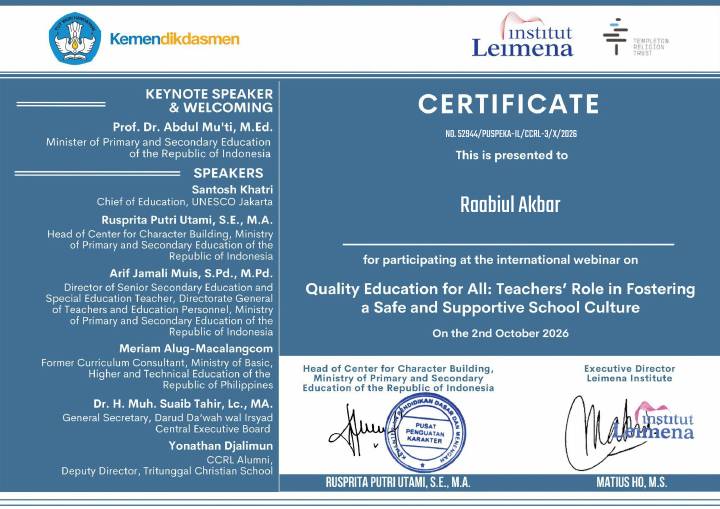 Kemendikdasmen
institut
Leimena
TEMPLETON
RELIGION
TRUST
KEYNOTE SPEAKER
& WELCOMING
Prof. Dr. Abdul Mu'ti, M.Ed.
Minister of Primary and Secondary Education
of the Republic of Indonesia
SPEAKERS
Santosh Khatri
Chief of Education, UNESCO Jakarta
Rusprita Putri Utami, S.E., M.A.
Head of Center for Character Building, Ministry
of Primary and Secondary Education of the
Republic of Indonesia
Arif Jamali Muis, S.Pd., M.Pd.
Director of Senior Secondary Education and
Special Education Teacher, Directorate General
of Teachers and Education Personnel, Ministry
of Primary and Secondary Education of the
Republic of Indonesia
Meriam Alug-Macalangcom
Former Curriculum Consultant, Ministry of Basic,
Higher and Technical Education of the
Republic of Philippines
Dr. H. Muh. Suaib Tahir, Lc., MA.
General Secretary, Darud Da'wah wal Irsyad
Central Executive Board
Yonathan Djalimun
CCRL Alumni,
Deputy Director, Tritunggal Christian School
CERTIFICATE
NO. 52944/PUSPEKA-IL/CCRL-3/X/2026
This is presented to
Raabiul Akbar
for participating at the international webinar on
Quality Education for All: Teachers' Role in Fostering
a Safe and Supportive School Culture
On the 2nd October 2026
Head of Center for Character Building,
Ministry of Primary and Secondary
Education of the Republic of Indonesia
PUSAT
PENGUATAN
KARAKTER
RUSPRITA PUTRI UTAMI, S.E., M.A.
Executive Director
Leimena Institute
institut
Leimena
MATIUS HO, M.S.